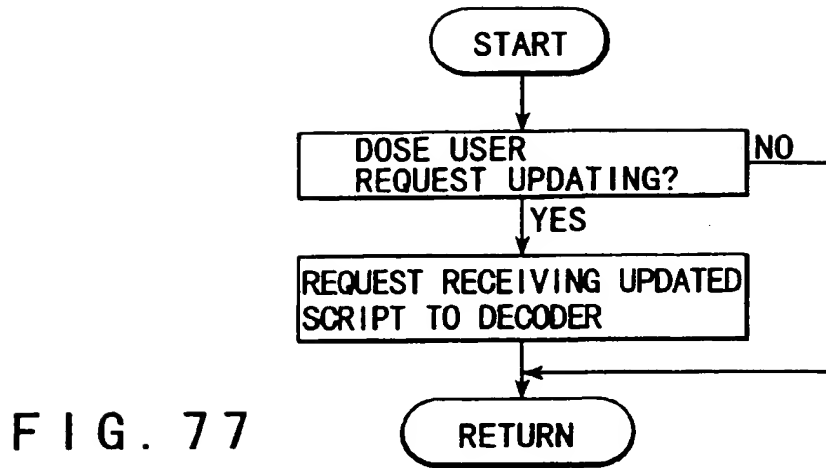 START
DOSE USER
REQUEST UPDATING?
NO
YES
REQUEST RECEIVING UPDATED
SCRIPT TO DECODER
RETURN
FIG. 77